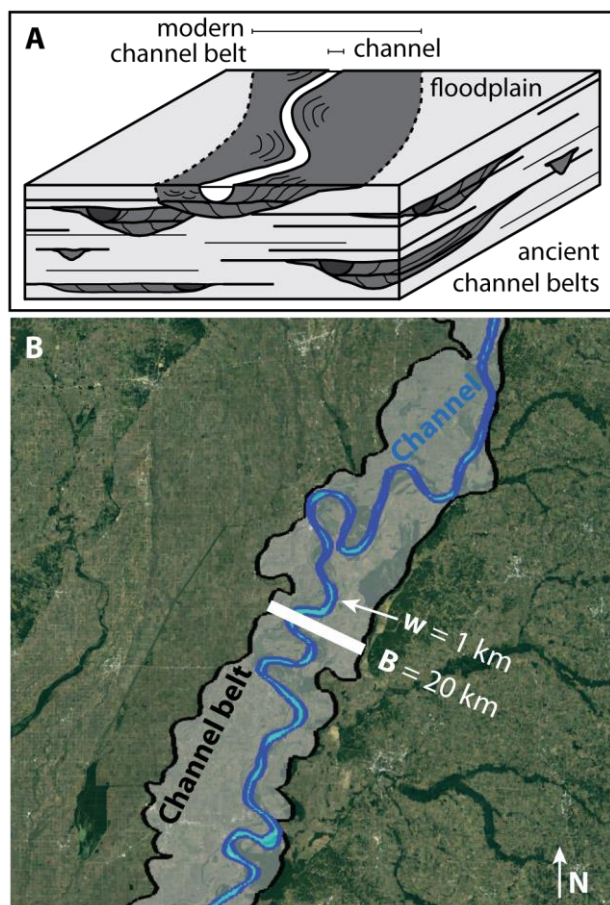 A
modern
channel belt
channel
floodplain
ancient
channel belts
B
Channel
w = 1 km
B = 20 km
Channel belt
N